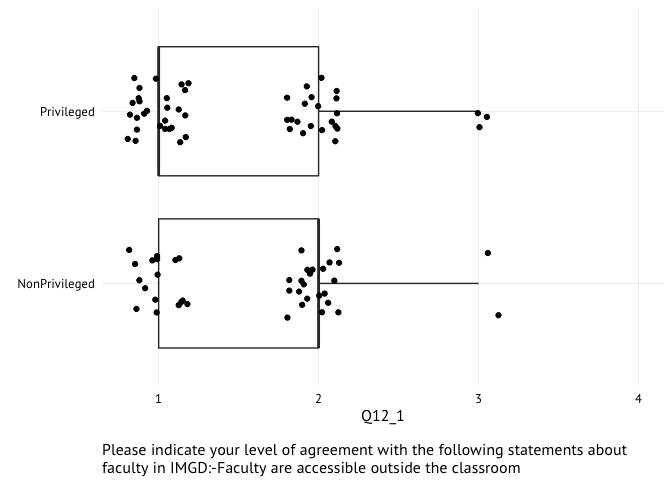 Privileged
NonPrivileged
1 2 3 4
Q12_1
Please indicate your level of agreement with the following statements about
faculty in IMGD:-Faculty are accessible outside the classroom